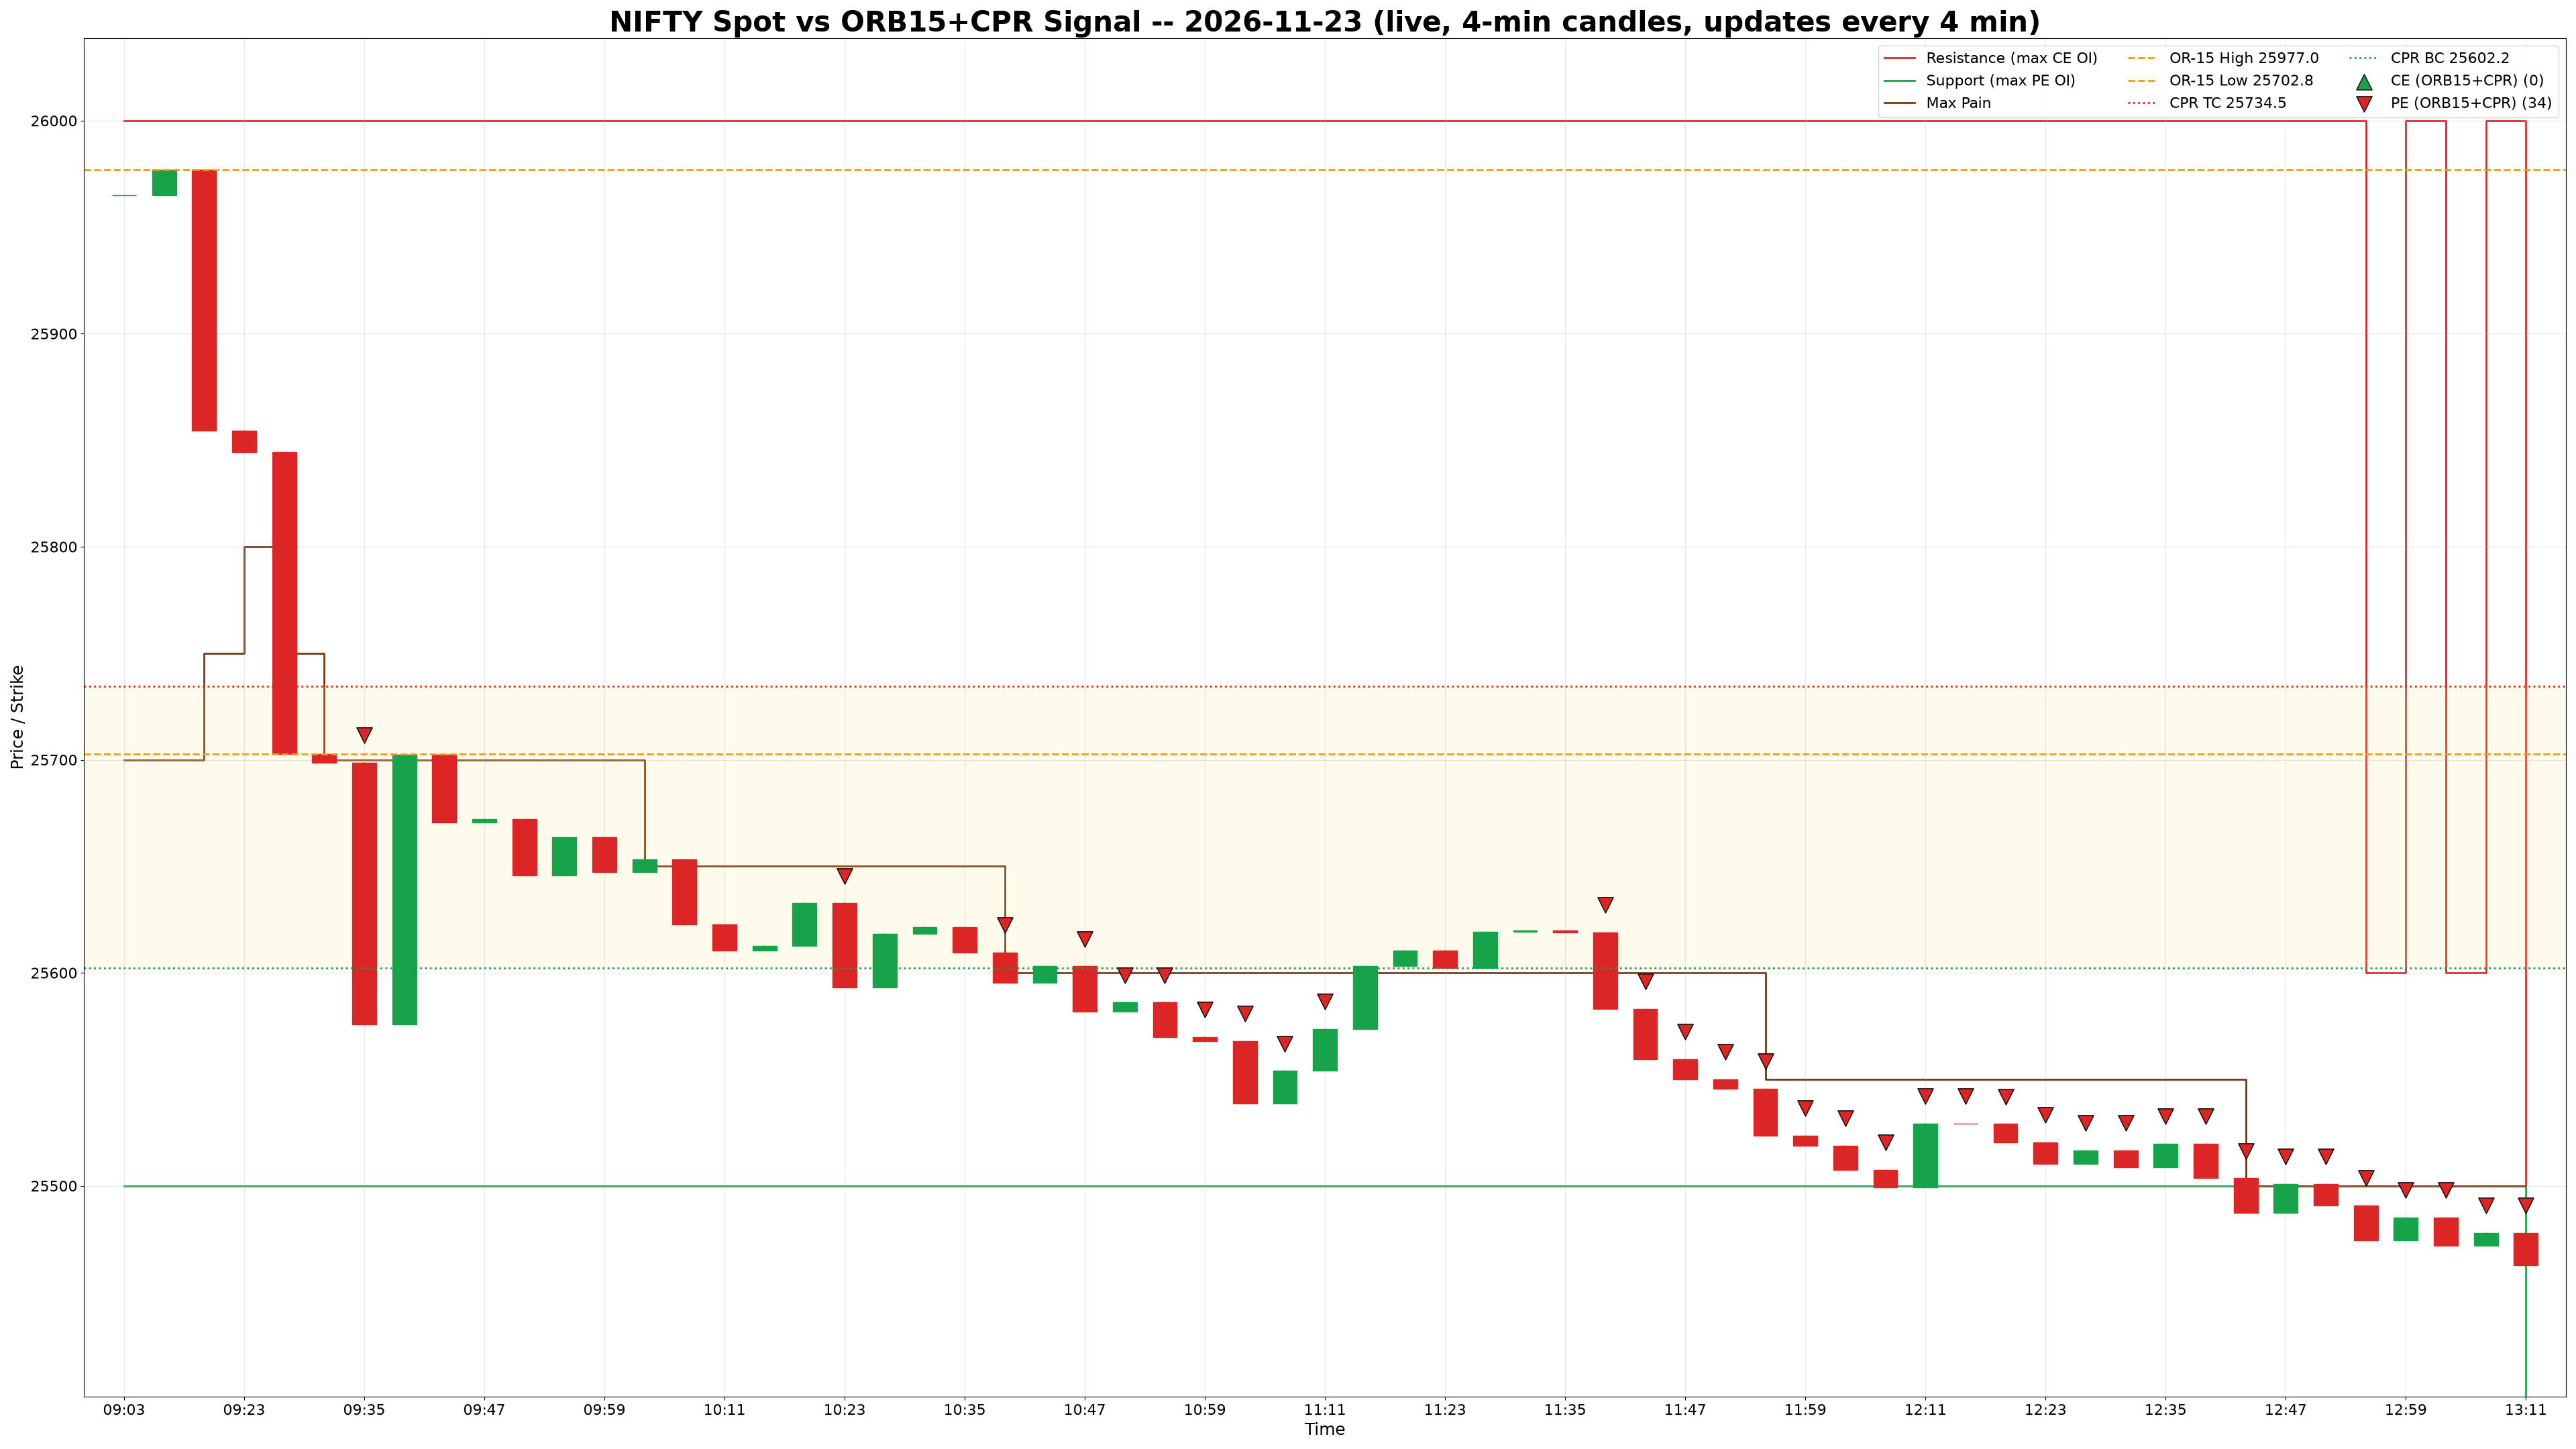 NIFTY Spot vs ORB15+CPR Signal -- 2026-11-23 (live, 4-min candles, updates every 4 min)
Resistance (max CE OI)
Support (max PE OI)
Max Pain
OR-15 High 25977.0
OR-15 Low 25702.8
CPR TC 25734.5
CPR BC 25602.2
CE (ORB15+CPR) (0)
PE (ORB15+CPR) (34)
Price / Strike
26000
25900
25800
25700
25600
25500
09:03 09:23 09:35 09:47 09:59 10:11 10:23 10:35 10:47 10:59 11:11 11:23 11:35 11:47 11:59 12:11 12:23 12:35 12:47 12:59 13:11
Time